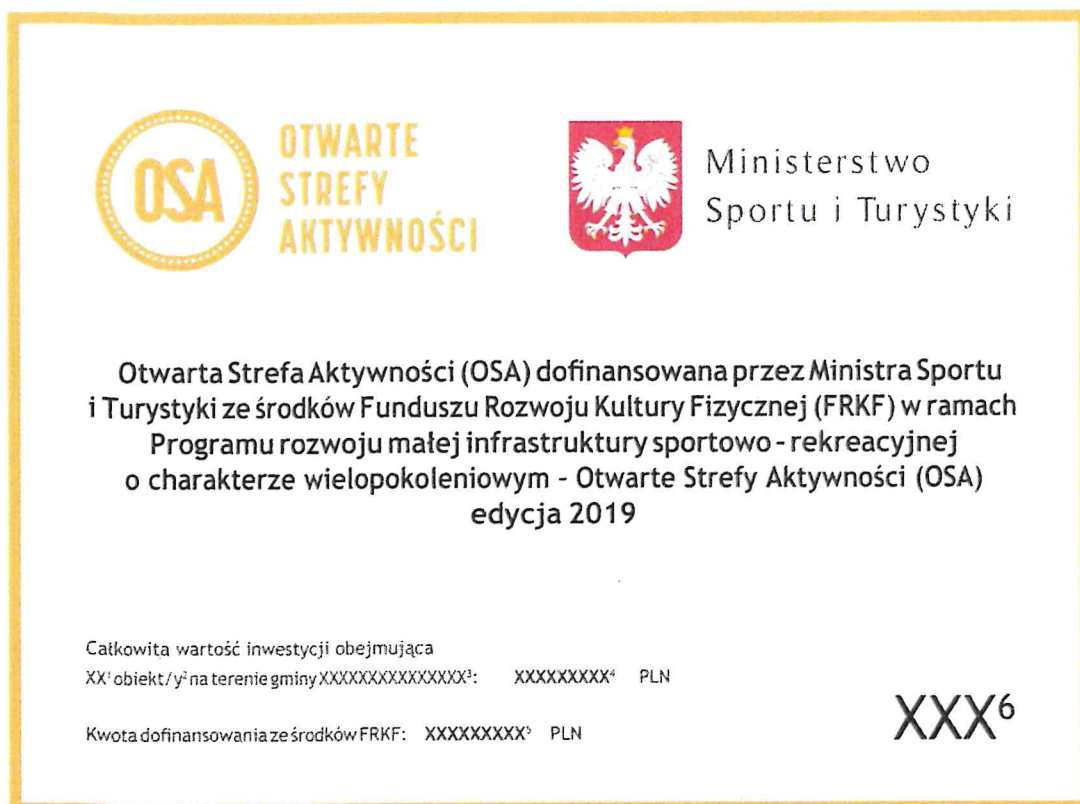 OSA
OTWARTE
STREFY
AKTYWNOŚCI
Ministerstwo
Sportu i Turystyki
Otwarta Strefa Aktywności (OSA) dofinansowana przez Ministra Sportu
i Turystyki ze środków Funduszu Rozwoju Kultury Fizycznej (FRKF) w ramach
Programu rozwoju małej infrastruktury sportowo - rekreacyjnej
o charakterze wielopokoleniowym - Otwarte Strefy Aktywności (OSA)
edycja 2019
Całkowita wartość inwestycji obejmująca
XX¹ obiekt/y² na terenie gminy XXXXXXXXXXXXXXX³: XXXXXXXXX⁴ PLN
Kwota dofinansowania ze środków FRKF: XXXXXXXXX⁵ PLN
XXX⁶